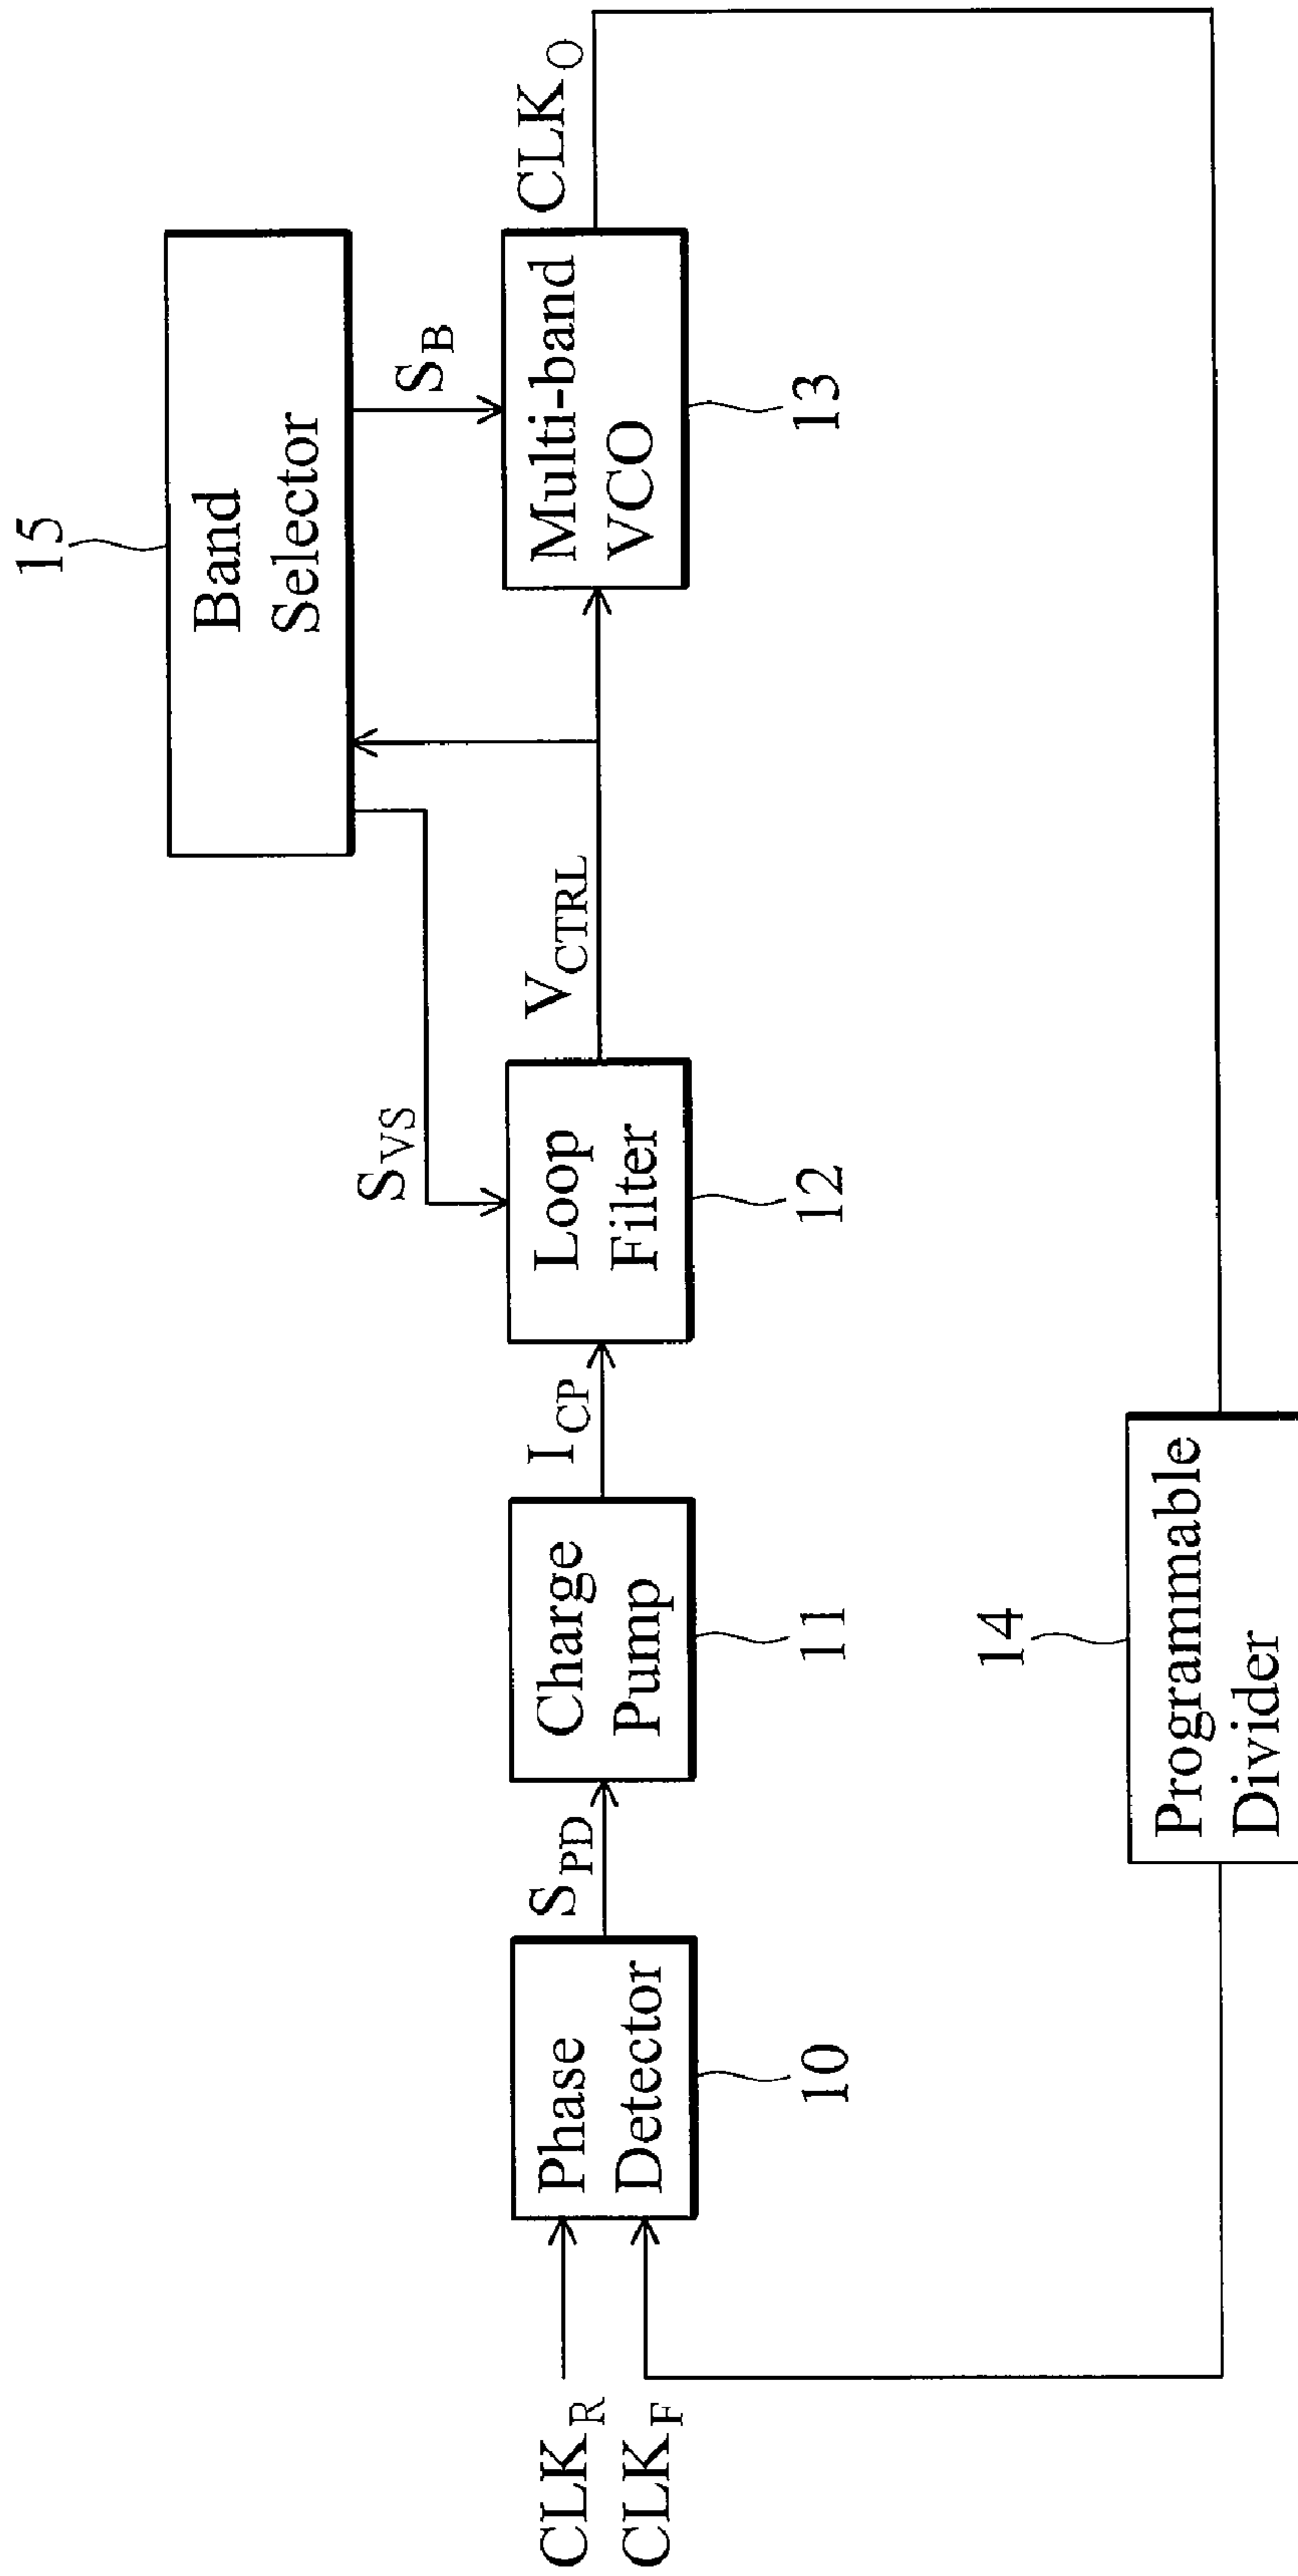 15
Band
Selector
S_VS
S_B
CLK_R
CLK_F
Phase
Detector
10
S_PD
Charge
Pump
11
I_CP
Loop
Filter
12
V_CTRL
Multi-band
VCO
13
CLK_O
14
Programmable
Divider